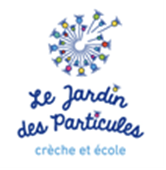 Le Jardin
des Particules
crèche et école